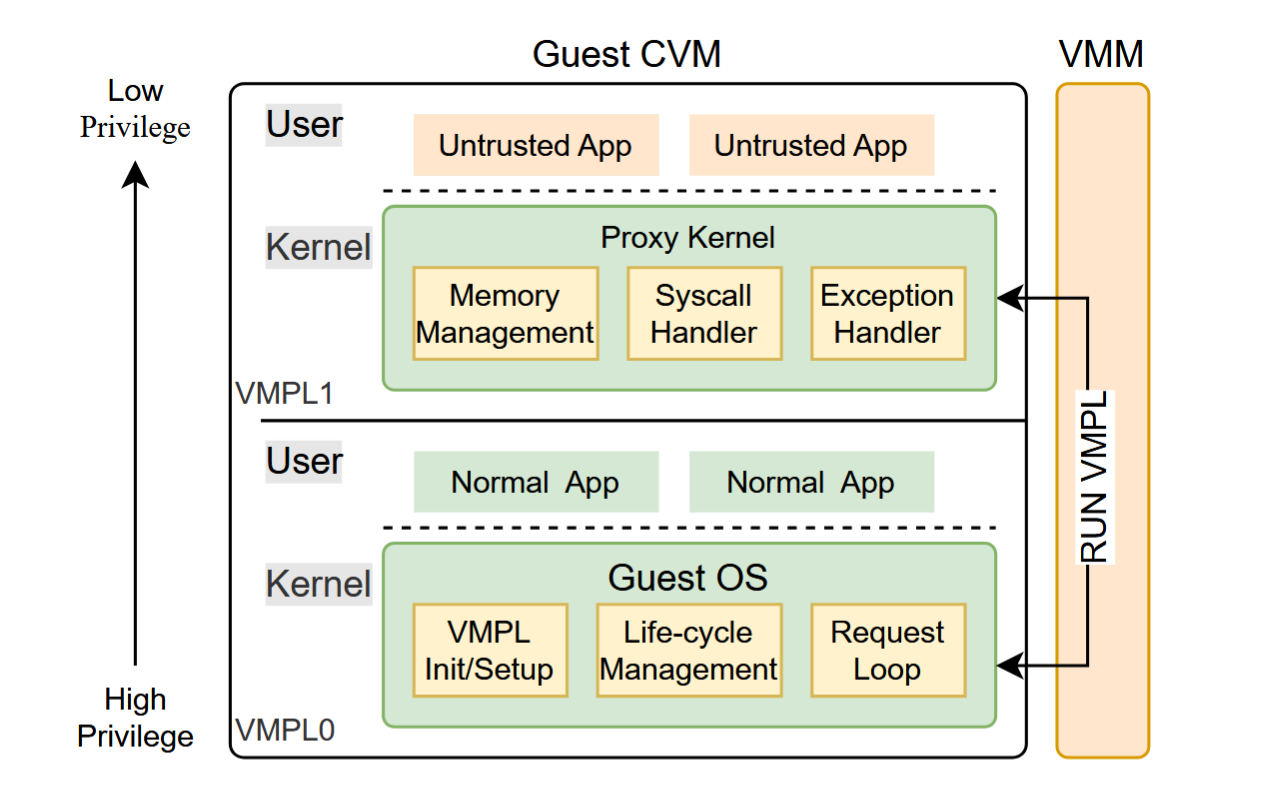 Guest CVM
VMM
Low
Privilege
User
Untrusted App
Untrusted App
Kernel
Proxy Kernel
Memory
Management
Syscall
Handler
Exception
Handler
VMPL1
RUN VMPL
User
Normal App
Normal App
Kernel
Guest OS
VMPL
Init/Setup
Life-cycle
Management
Request
Loop
High
Privilege
VMPL0